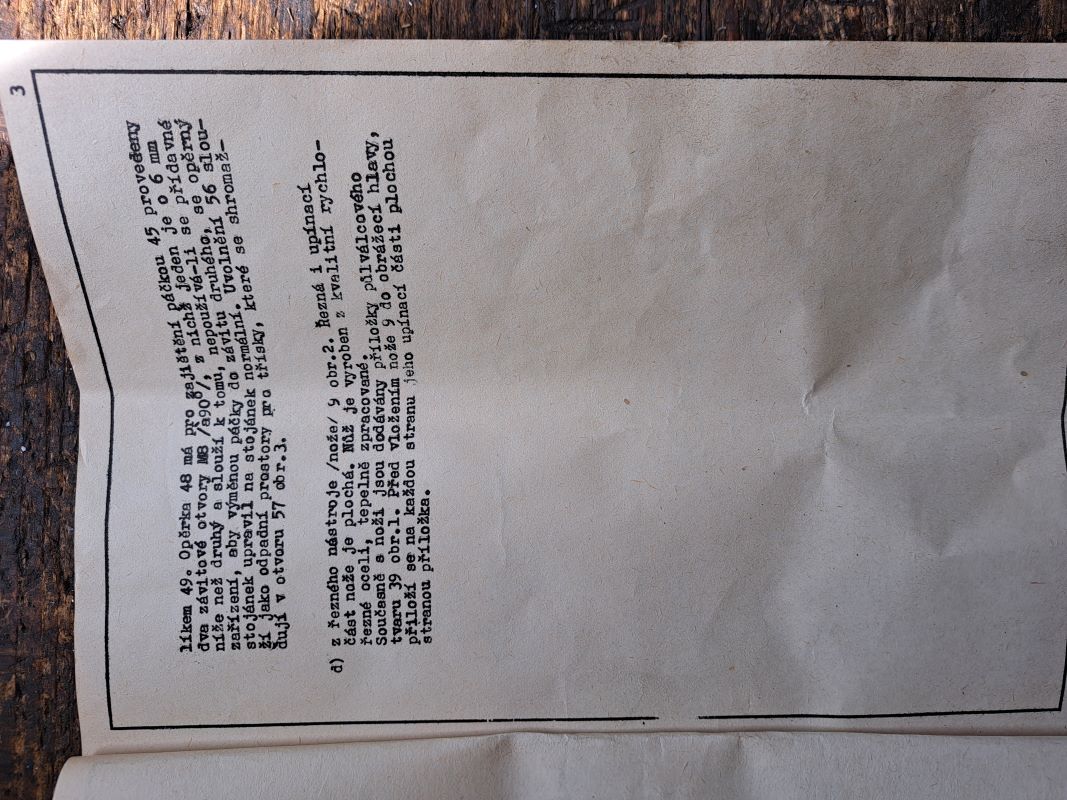 3
líkem 49. Opěrka 48 má pro zajištění páčkou 45 provedeny
dva závitové otvory M8 /a90°/, z nichž jeden je o 6 mm
níže než druhý a slouží k tomu, nepoužívá-li se přídavné
zařízení, aby výměnou páčky do závitu druhého, se opěrný
stojánek upravil na stojánek normální. Uvolnění 56 slou-
ží jako odpadní prostory pro třísky, které se shromaž-
ďují v otvoru 57 obr.3.
d) z řezného nástroje /nože/ 9 obr.2. Řezná i upínací
část nože je plochá. Nůž je vyroben z kvalitní rychlo-
řezné oceli, tepelně zpracované.
Současně s noži jsou dodávány příložky půlválcového
tvaru 39 obr.1. Před vložením nože 9 do obrážecí hlavy,
přiloží se na každou stranu jeho upínací části plochou
stranou příložka.